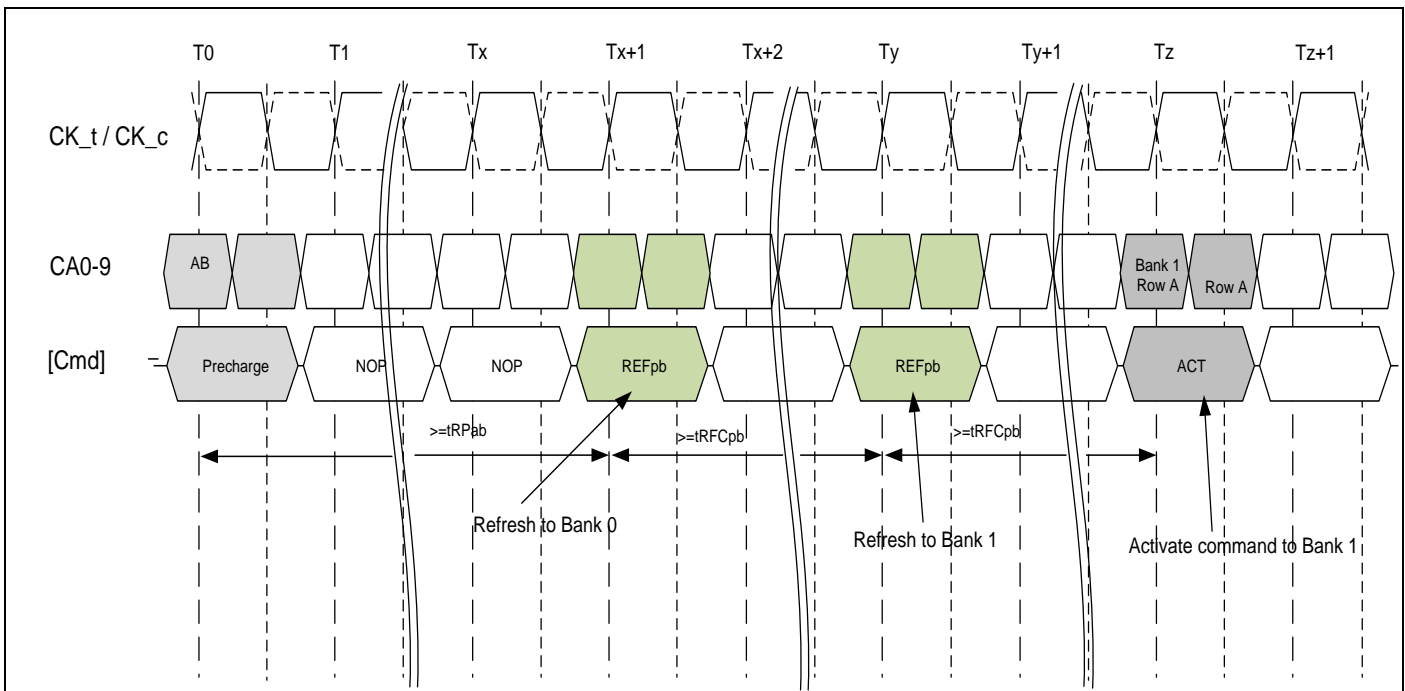 T0 T1 Tx Tx+1 Tx+2 Ty Ty+1 Tz Tz+1
CK_t / CK_c
CA0-9
AB
Bank 1
Row A
Row A
[Cmd]
Precharge
NOP
NOP
REFpb
REFpb
ACT
>=tRPab
>=tRFCpb
>=tRFCpb
Refresh to Bank 0
Refresh to Bank 1
Activate command to Bank 1